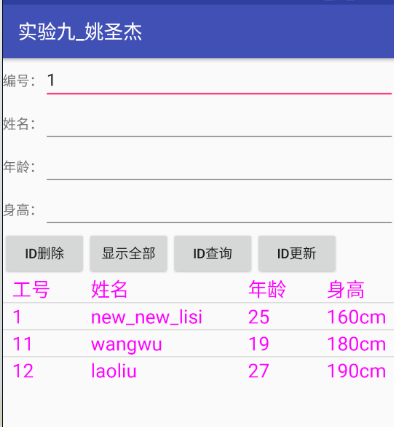 实验九_姚圣杰
编号： 1
姓名：
年龄：
身高：
ID删除 显示全部 ID查询 ID更新
工号 姓名 年龄 身高
1 new_new_lisi 25 160cm
11 wangwu 19 180cm
12 laoliu 27 190cm